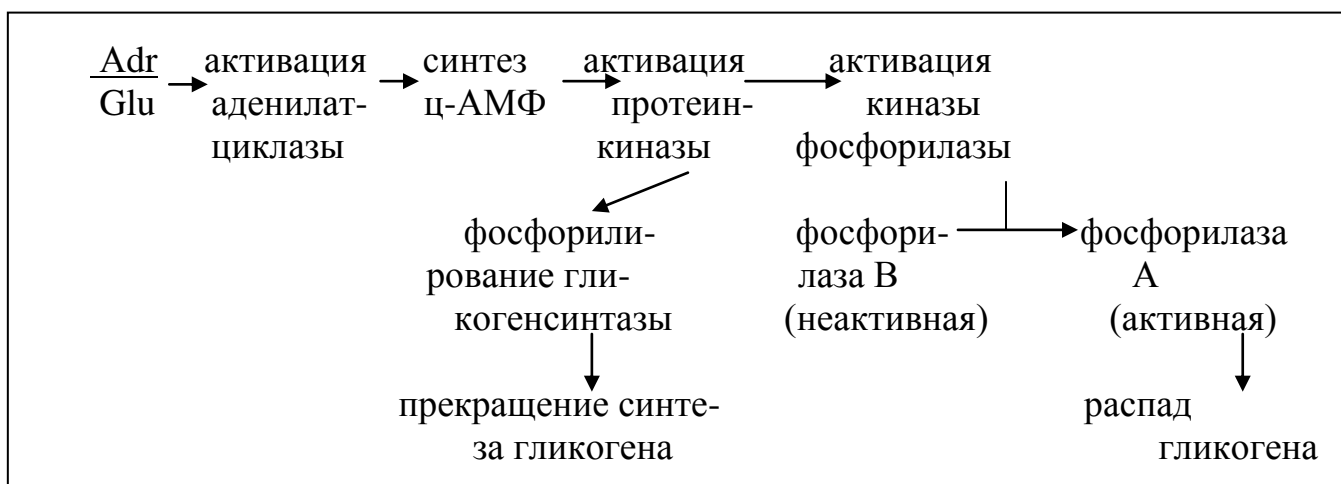 Adr активация синтез активация активация
Glu аденилат- ц-АМФ протеин- киназы
циклазы киназы фосфорилазы
фосфорили- фосфори- фосфорилаза
рование гли- лаза В А
когенсинтазы (неактивная) (активная)
прекращение синте- распад
за гликогена гликогена